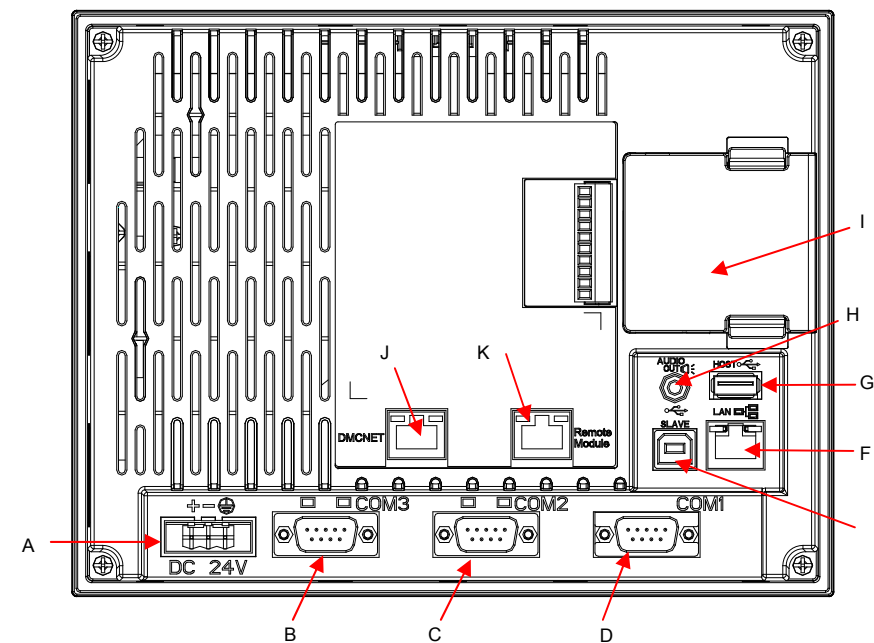 I
H
AUDIO
OUT
HOST
J
K
G
LAN
DMCNET
Remote
Module
SLAVE
F
+ -
COM3
COM2
COM1
A
DC 24V
B
C
D